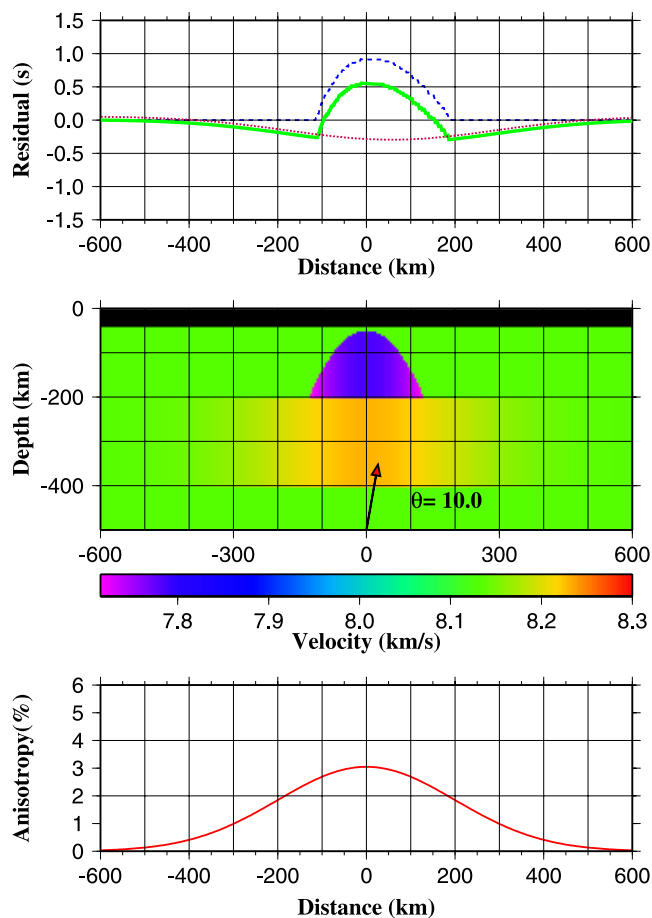 Residual (s)
1.5
1.0
0.5
0.0
-0.5
-1.0
-1.5
-600 -400 -200 0 200 400 600
Distance (km)
Depth (km)
0
-200
-400
θ= 10.0
-600 -300 0 300 600
7.8 7.9 8.0 8.1 8.2 8.3
Velocity (km/s)
Anisotropy(%)
6
5
4
3
2
1
0
-600 -400 -200 0 200 400 600
Distance (km)